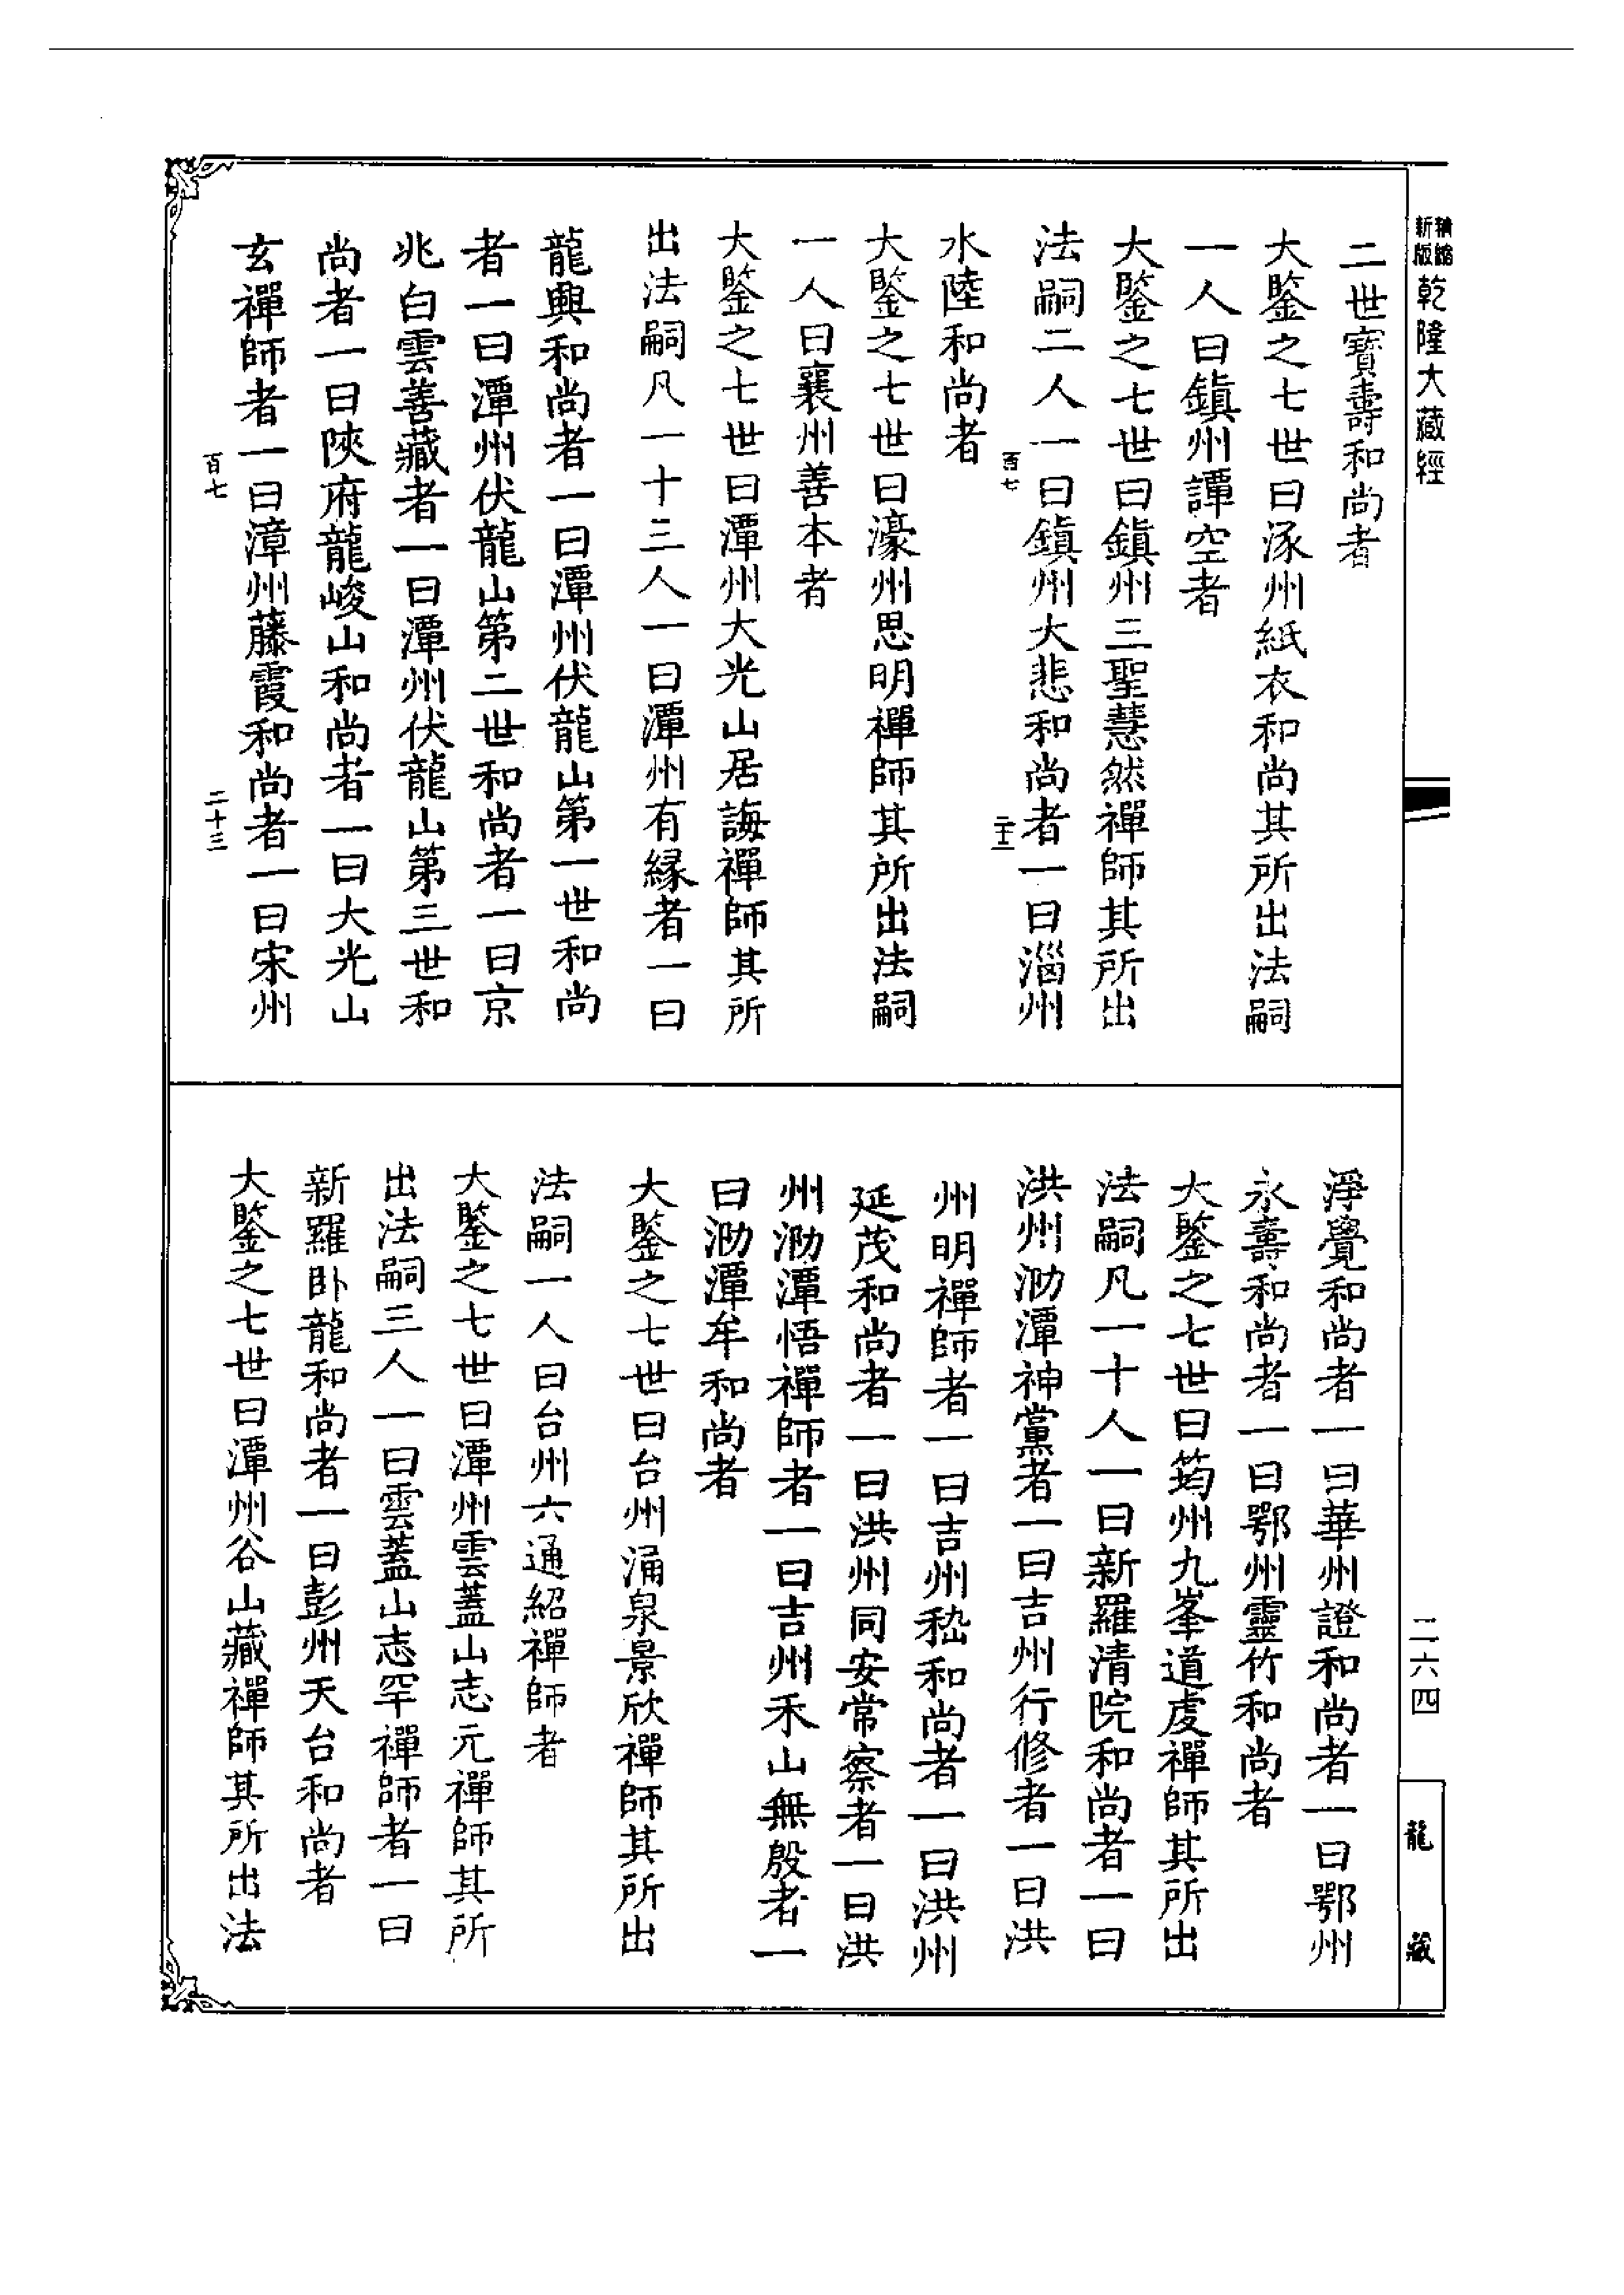 精縮新版乾隆大藏經
二世寶壽和尚者
大鑒之七世曰涿州紙衣和尚其所出法嗣
一人曰鎮州譚空者
大鑒之七世曰鎮州三聖慧然禪師其所出
法嗣二人一曰鎮州大悲和尚者一曰淄州
百七
水陸和尚者
大鑒之七世曰濠州思明禪師其所出法嗣
一人曰襄州善本者
大鑒之七世曰潭州大光山居誨禪師其所
出法嗣凡一十三人一曰潭州有緣者一曰
龍興和尚者一曰潭州伏龍山第一世和尚
者一曰潭州伏龍山第二世和尚者一曰京
兆白雲善藏者一曰潭州伏龍山第三世和
尚者一曰陝府龍峻山和尚者一曰大光山
玄禪師者一曰漳州藤霞和尚者一曰宋州
百七
二十三
淨覺和尚者一曰華州證和尚者一曰鄂州
永壽和尚者一曰鄂州靈竹和尚者
大鑒之七世曰筠州九峯道虔禪師其所出
法嗣凡一十人一曰新羅清院和尚者一曰
洪州泐潭神黨者一曰吉州行修者一曰洪
州明禪師者一曰吉州嵇和尚者一曰洪州
延茂和尚者一曰洪州同安常察者一曰洪
州泐潭悟禪師者一曰吉州禾山無殷者一
曰泐潭牟和尚者
大鑒之七世曰台州涌泉景欣禪師其所出
法嗣一人曰台州六通紹禪師者
大鑒之七世曰潭州雲蓋山志元禪師其所
出法嗣三人一曰雲蓋山志罕禪師者一曰
新羅卧龍和尚者一曰彭州天台和尚者
大鑒之七世曰潭州谷山藏禪師其所出法
二六四
龍藏